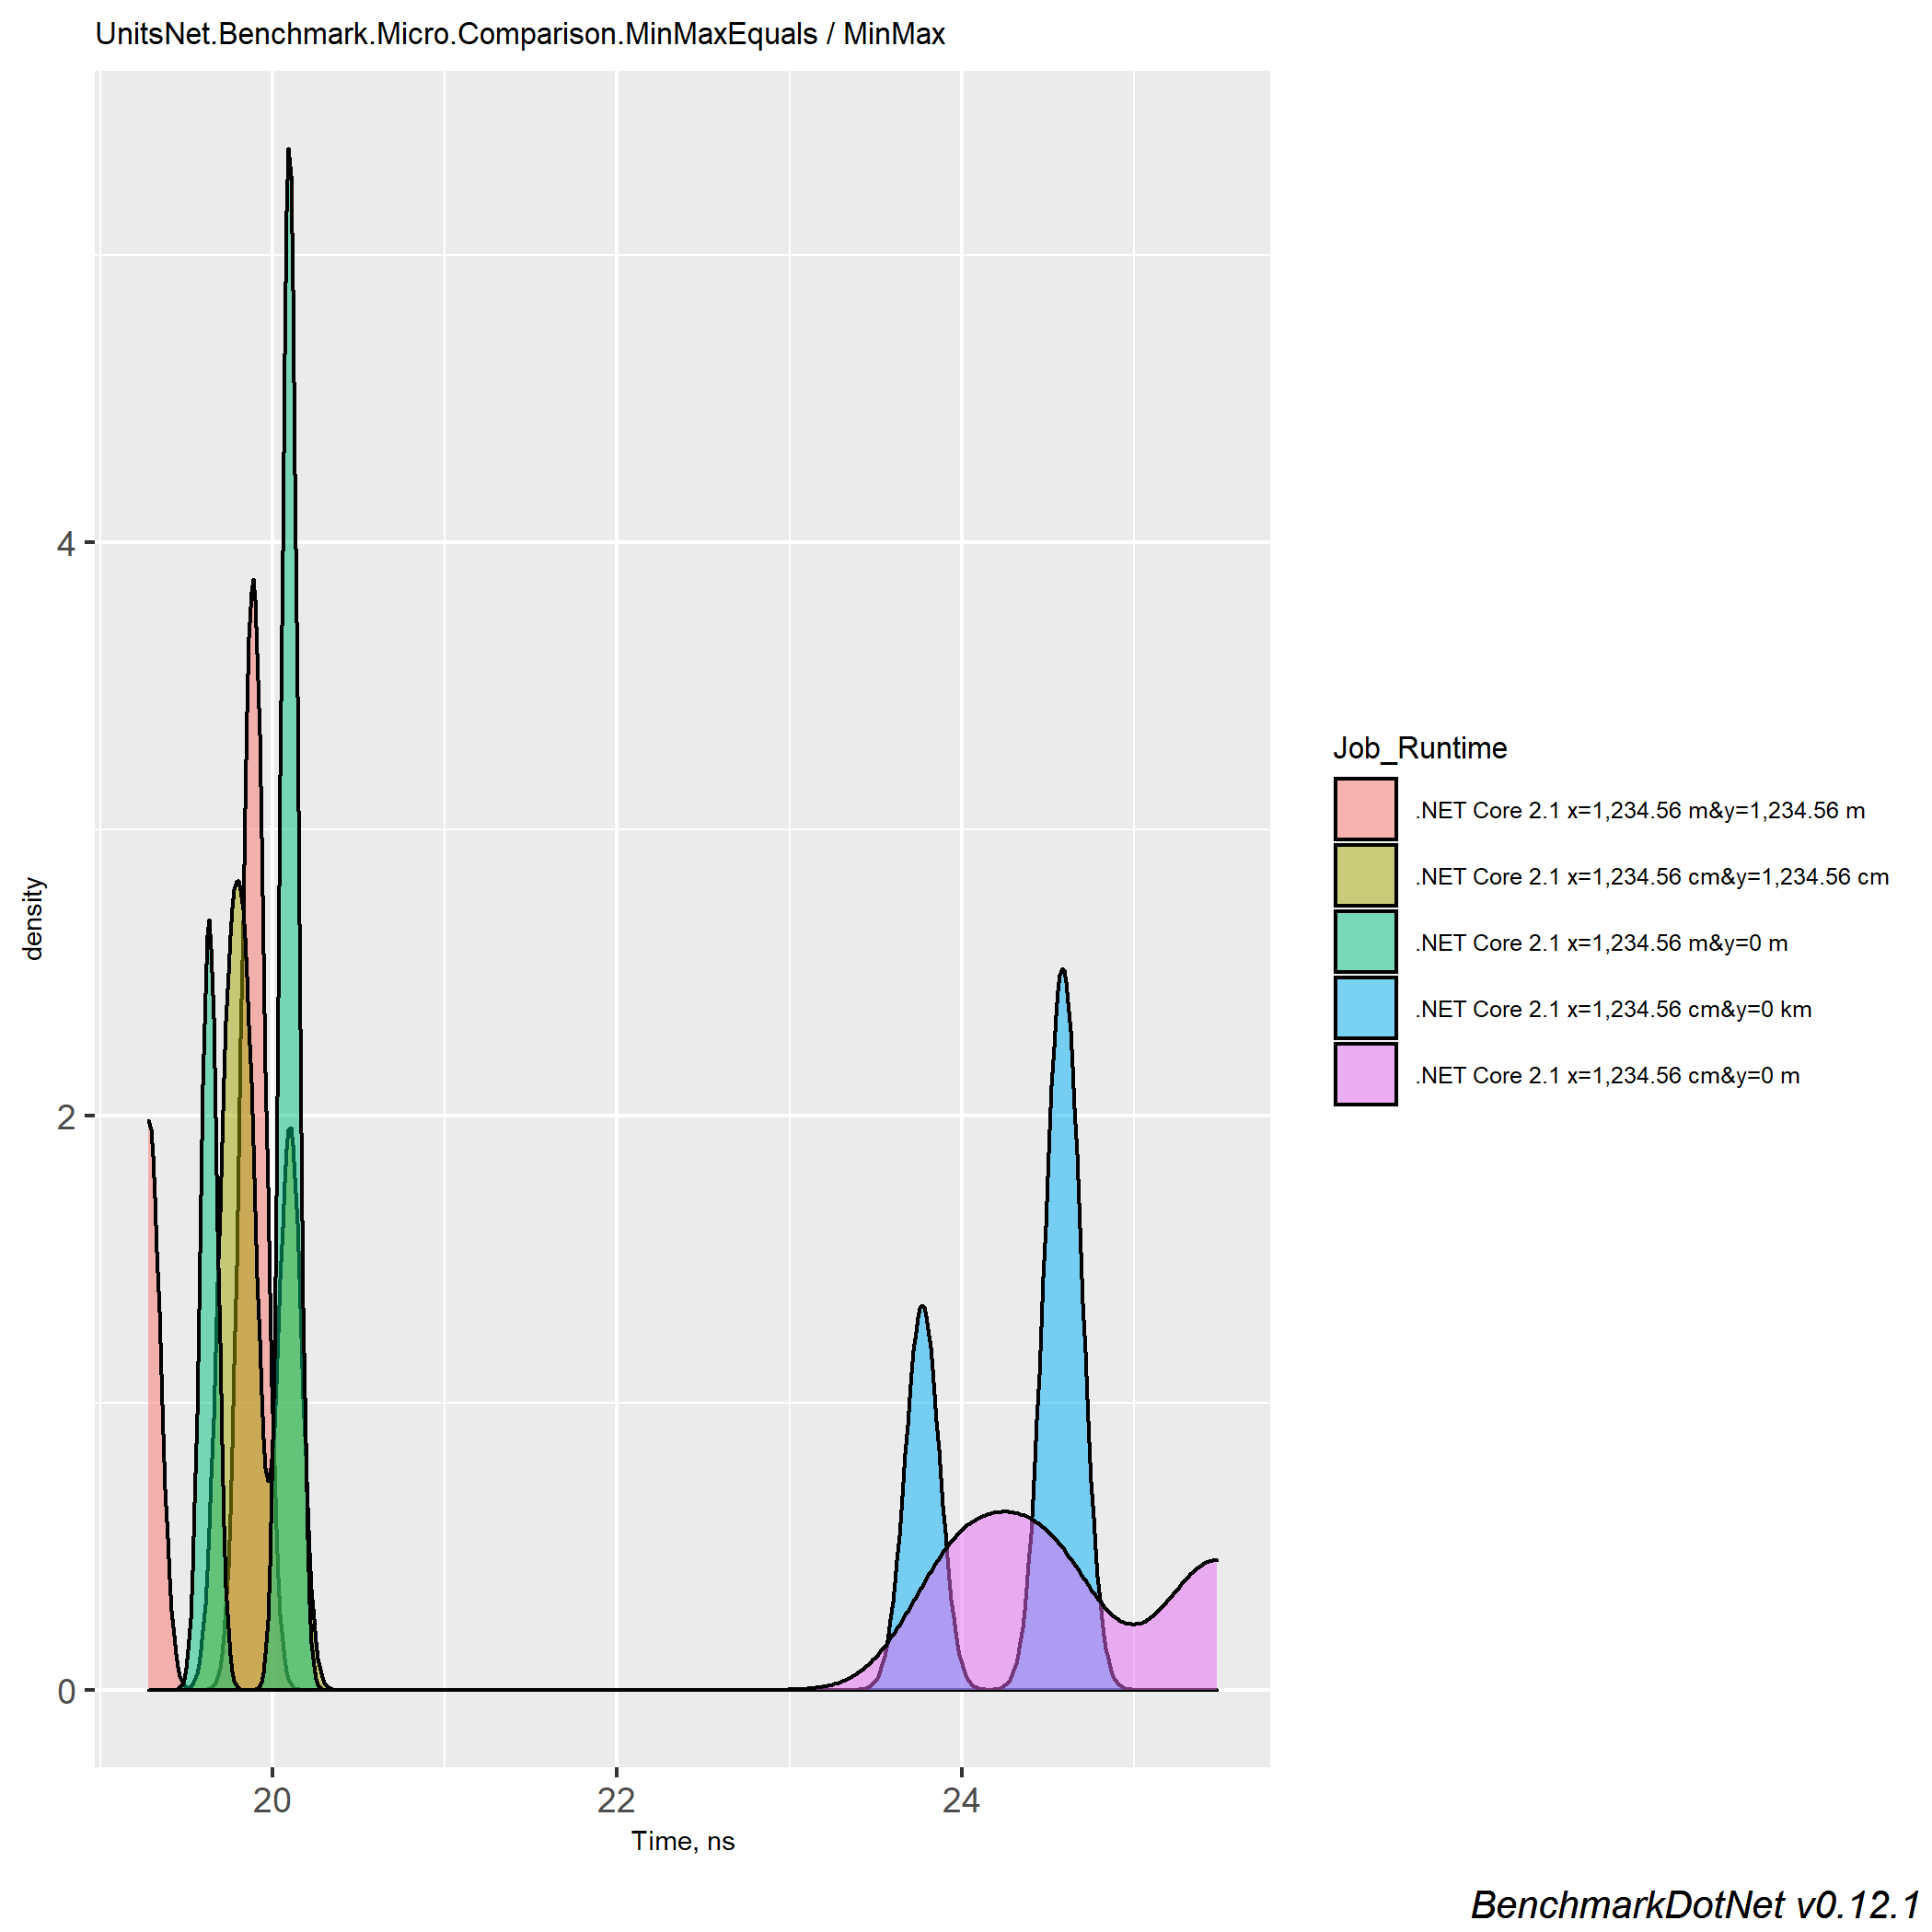 UnitsNet.Benchmark.Micro.Comparison.MinMaxEquals / MinMax
density
4
2
0
20 22 24
Time, ns
Job_Runtime
.NET Core 2.1 x=1,234.56 m&y=1,234.56 m
.NET Core 2.1 x=1,234.56 cm&y=1,234.56 cm
.NET Core 2.1 x=1,234.56 m&y=0 m
.NET Core 2.1 x=1,234.56 cm&y=0 km
.NET Core 2.1 x=1,234.56 cm&y=0 m
BenchmarkDotNet v0.12.1